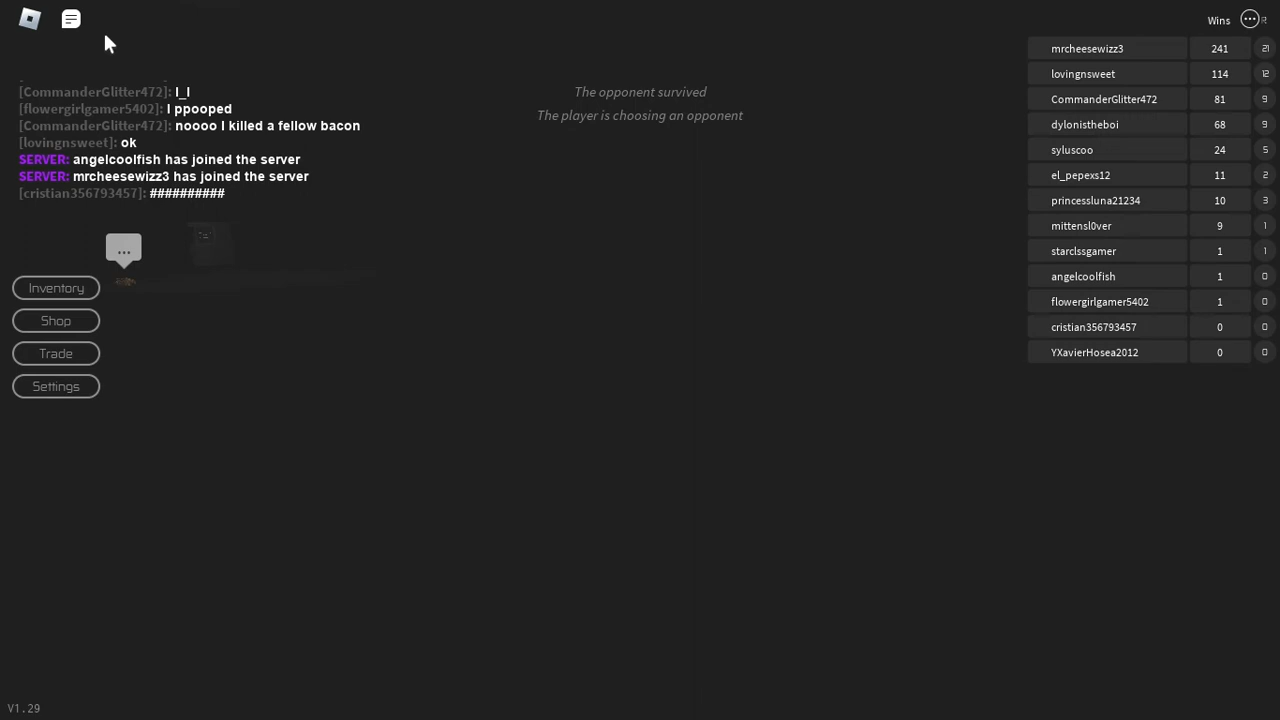 Wins
[CommanderGlitter472]: I_I
[flowergirlgamer5402]: I ppooped
[CommanderGlitter472]: noooo I killed a fellow bacon
[lovingnsweet]: ok
SERVER: angelcoolfish has joined the server
SERVER: mrcheesewizz3 has joined the server
[cristian356793457]: ##########
The opponent survived
The player is choosing an opponent
mrcheesewizz3 241 21
lovingnsweet 114 12
CommanderGlitter472 81 9
dylonistheboi 68 9
syluscoo 24 5
el_pepexs12 11 2
princessluna21234 10 3
mittensl0ver 9 1
starclssgamer 1 1
angelcoolfish 1 0
flowergirlgamer5402 1 0
cristian356793457 0 0
YXavierHosea2012 0 0
...
Inventory
Shop
Trade
Settings
V1.29